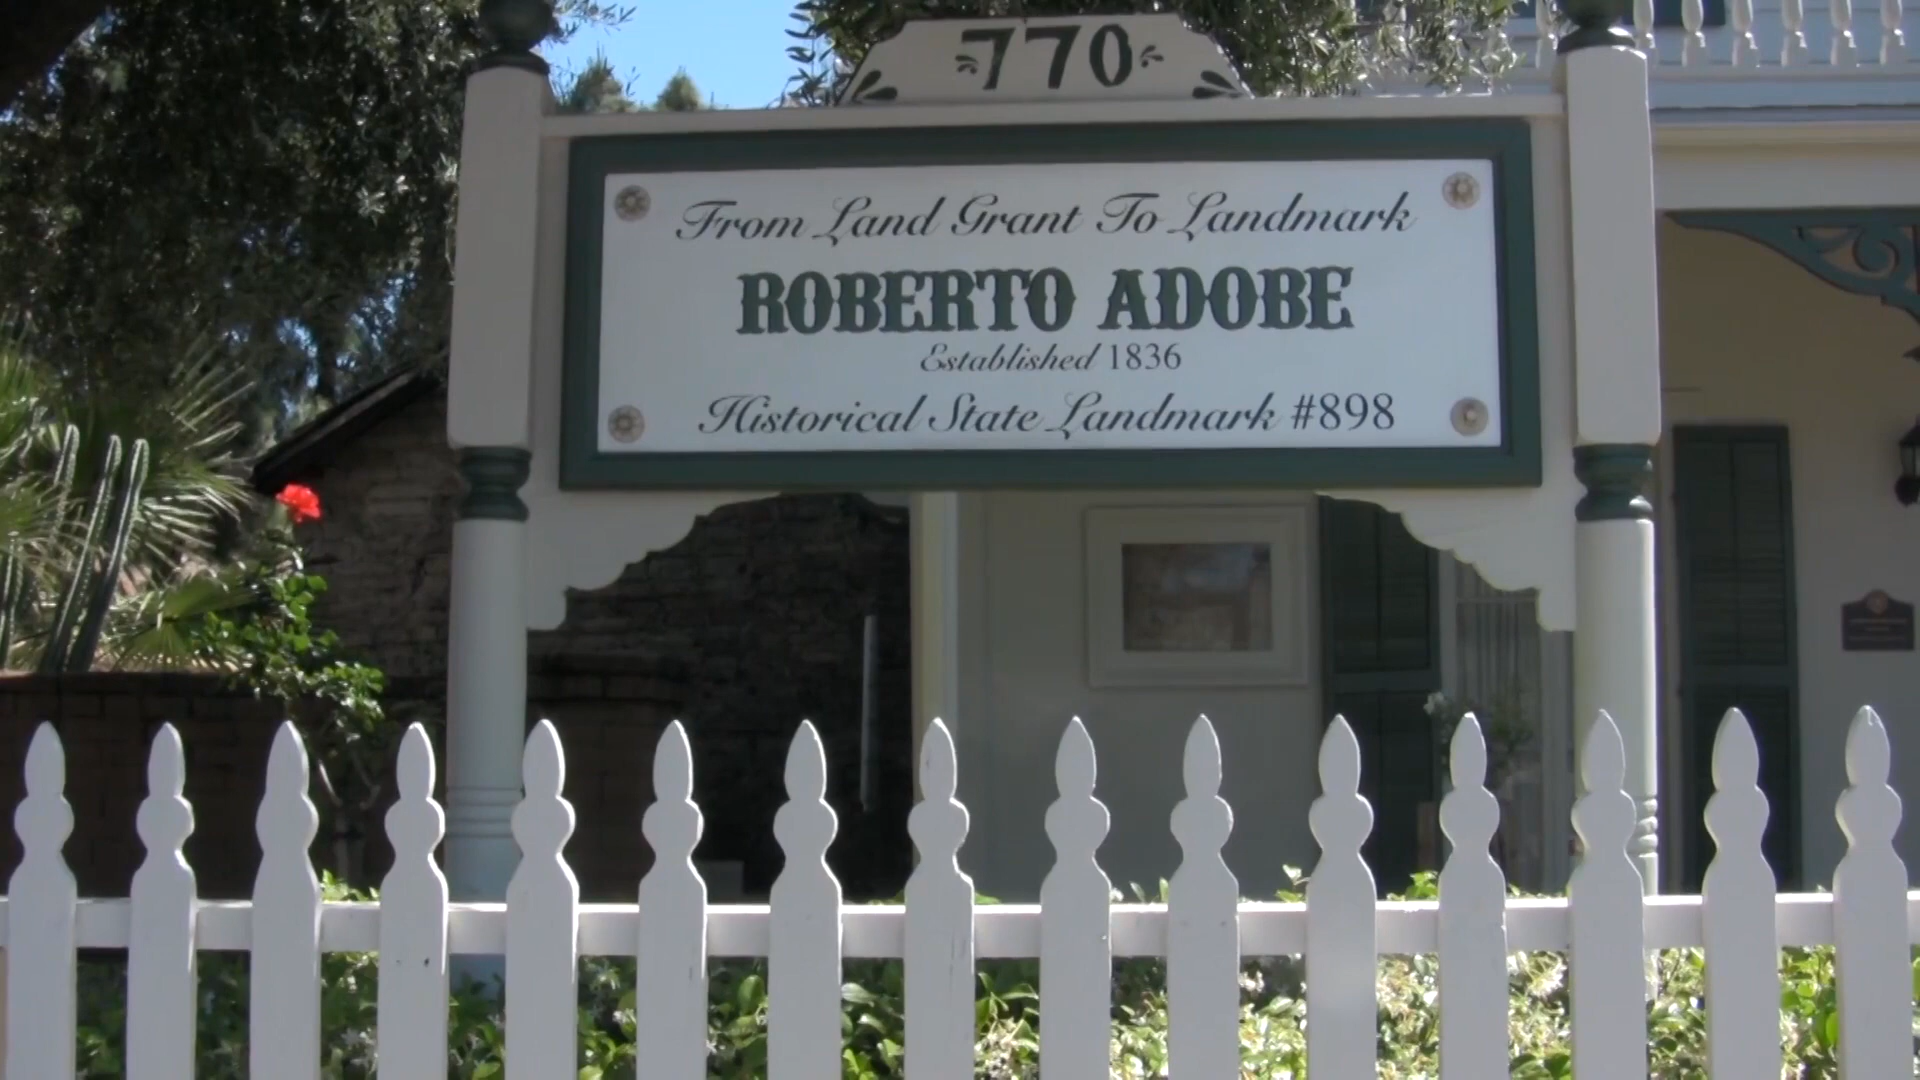 770
From Land Grant To Landmark
ROBERTO ADOBE
Established 1836
Historical State Landmark #898